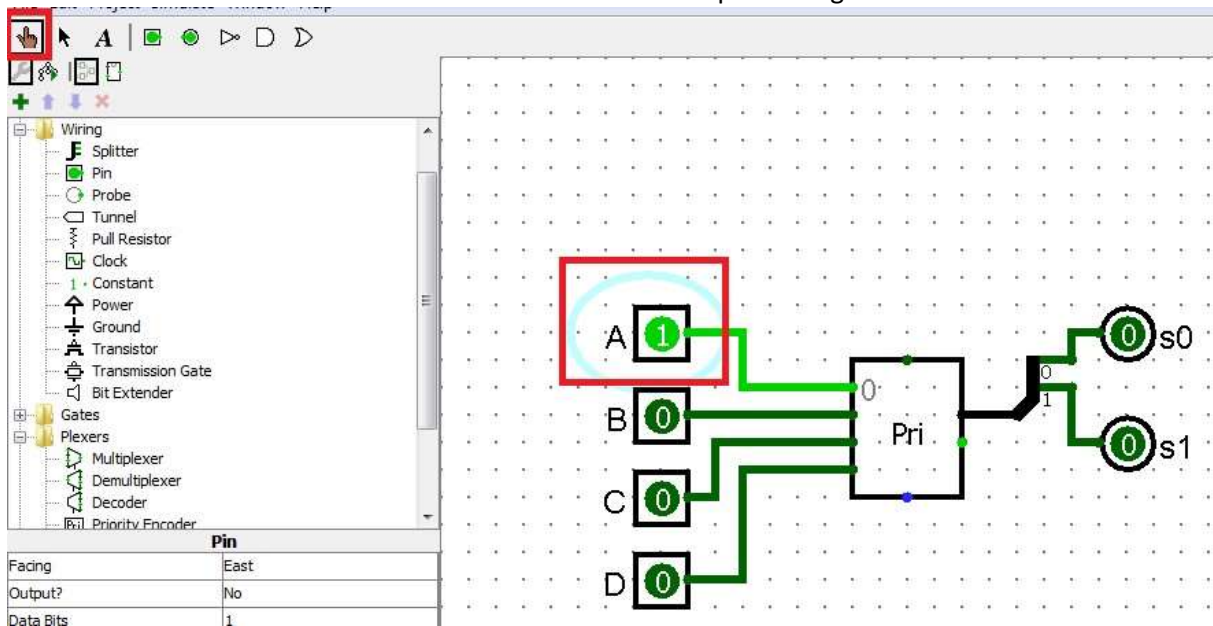 A
Wiring
Splitter
Pin
Probe
Tunnel
Pull Resistor
Clock
1 Constant
Power
Ground
Transistor
Transmission Gate
Bit Extender
Gates
Plexers
Multiplexer
Demultiplexer
Decoder
Pri Priority Encoder
Pin
Facing East
Output? No
Data Bits 1
A 1
B 0
C 0
D 0
0
Pri
0
1
0 s0
0 s1